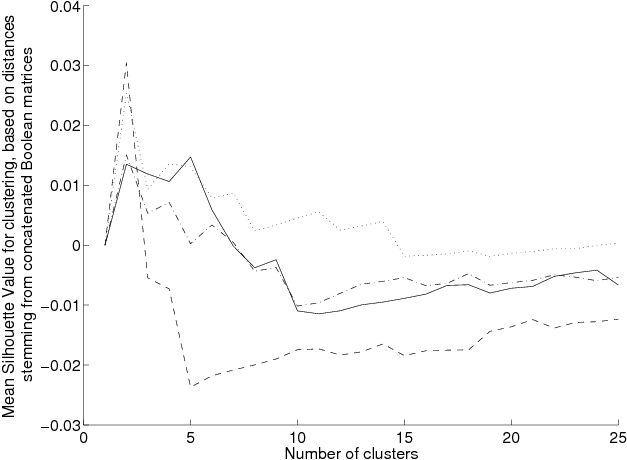 Mean Silhouette Value for clustering, based on distances
stemming from concatenated Boolean matrices
0.04
0.03
0.02
0.01
0
−0.01
−0.02
−0.03
0 5 10 15 20 25
Number of clusters